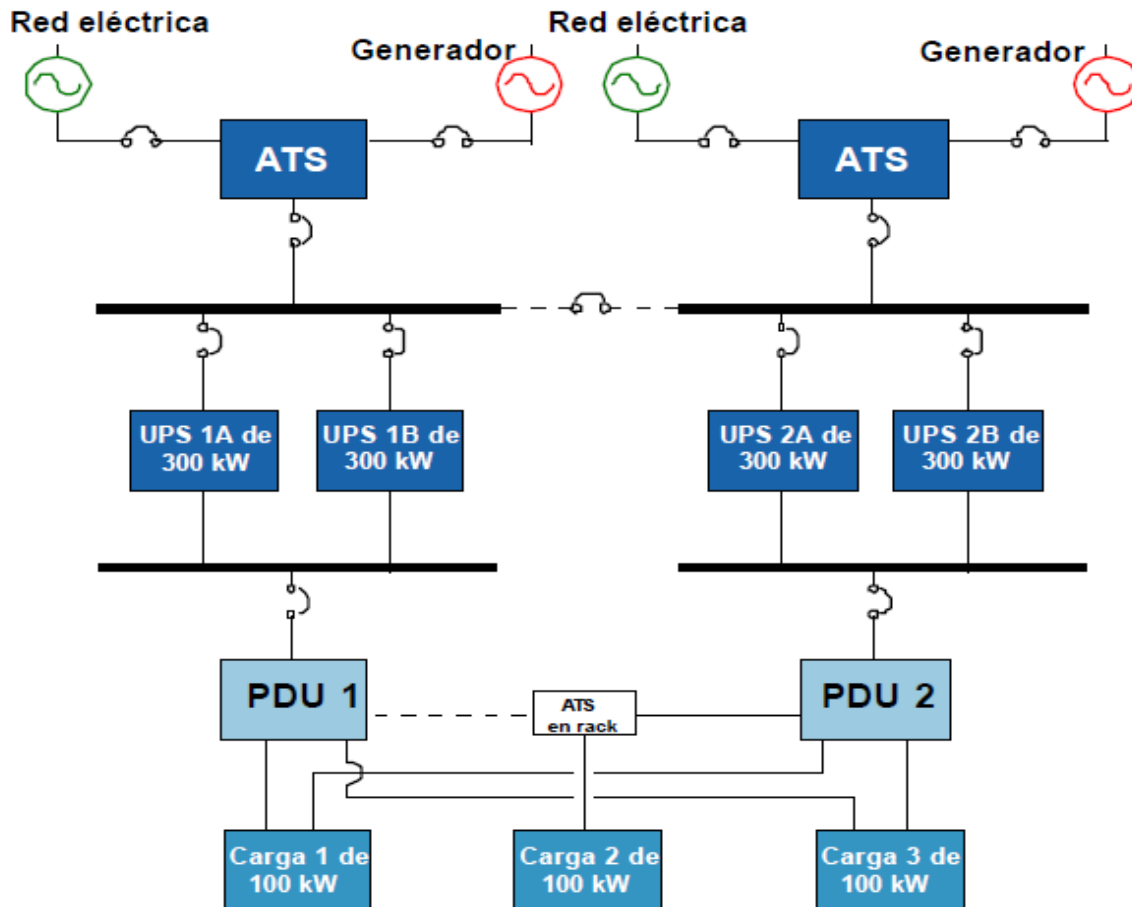 Red eléctrica
Generador
Red eléctrica
Generador
ATS
ATS
UPS 1A de
300 kW
UPS 1B de
300 kW
UPS 2A de
300 kW
UPS 2B de
300 kW
PDU 1
ATS
en rack
PDU 2
Carga 1 de
100 kW
Carga 2 de
100 kW
Carga 3 de
100 kW